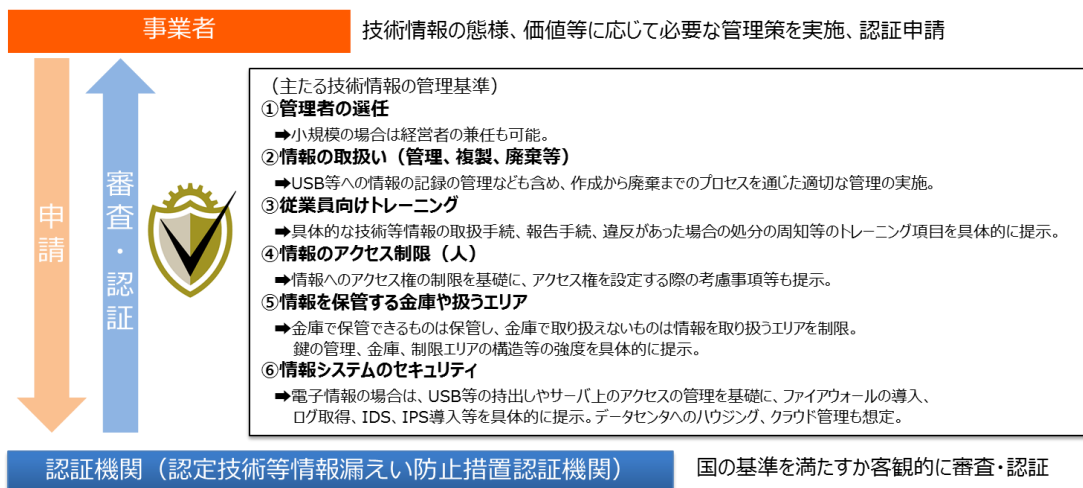 事業者
技術情報の態様、価値等に応じて必要な管理策を実施、認証申請
申請
審査・認証
（主たる技術情報の管理基準）
①管理者の選任
➡小規模の場合は経営者の兼任も可能。
②情報の取扱い（管理、複製、廃棄等）
➡USB等への情報の記録の管理なども含め、作成から廃棄までのプロセスを通じた適切な管理の実施。
③従業員向けトレーニング
➡具体的な技術等情報の取扱手続、報告手続、違反があった場合の処分の周知等のトレーニング項目を具体的に提示。
④情報のアクセス制限（人）
➡情報へのアクセス権の制限を基礎に、アクセス権を設定する際の考慮事項等も提示。
⑤情報を保管する金庫や扱うエリア
➡金庫で保管できるものは保管し、金庫で取り扱えないものは情報を取り扱うエリアを制限。
鍵の管理、金庫、制限エリアの構造等の強度を具体的に提示。
⑥情報システムのセキュリティ
➡電子情報の場合は、USB等の持出しやサーバ上のアクセスの管理を基礎に、ファイアウォールの導入、
ログ取得、IDS、IPS導入等を具体的に提示。データセンタへのハウジング、クラウド管理も想定。
認証機関（認定技術等情報漏えい防止措置認証機関）
国の基準を満たすか客観的に審査・認証